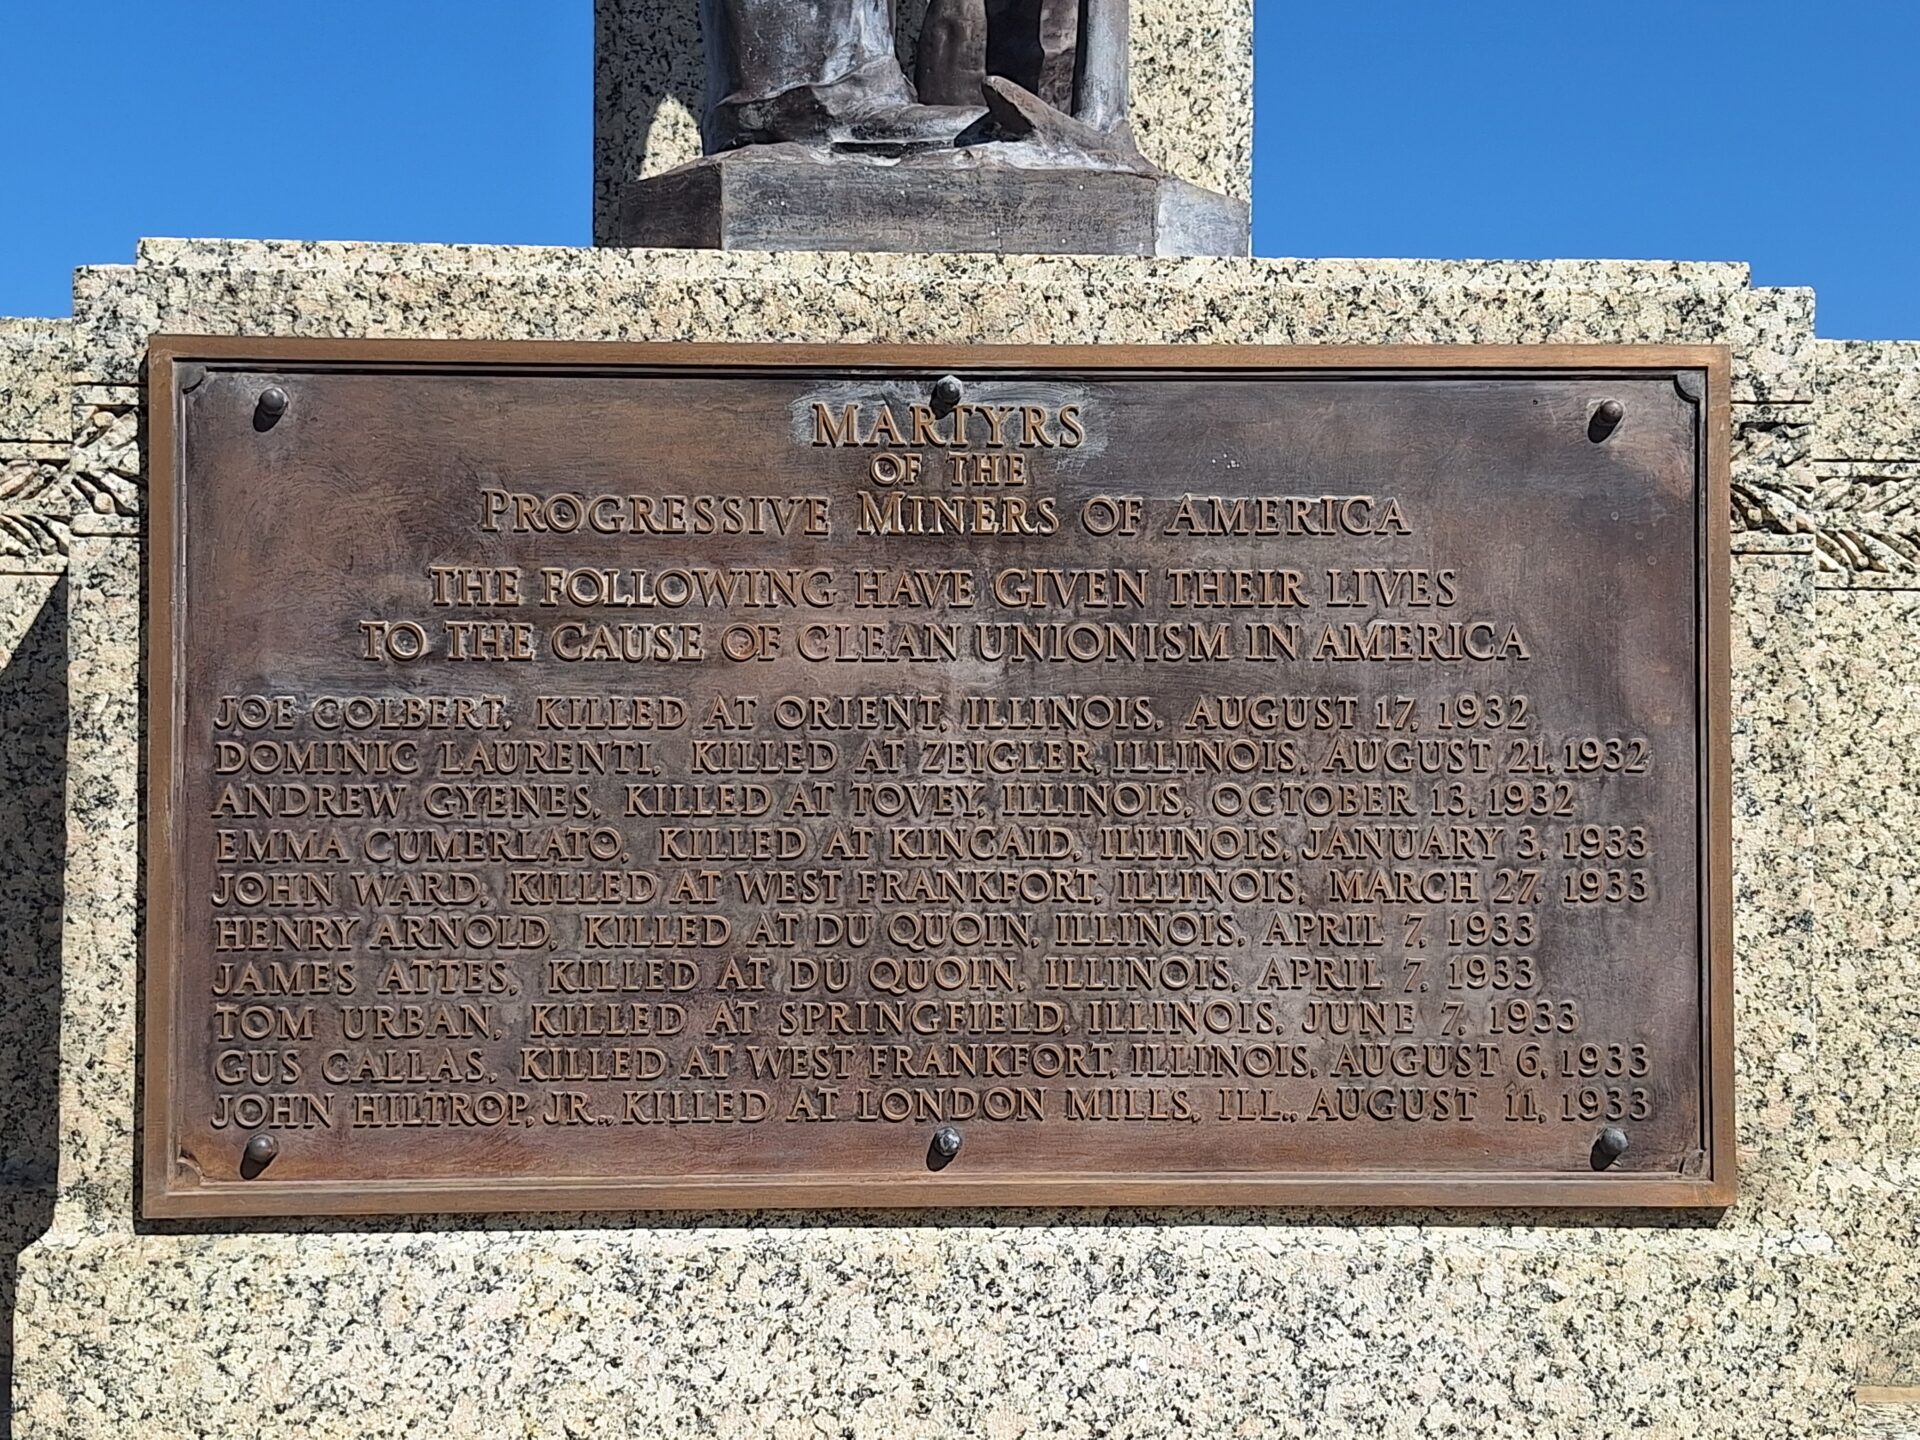 MARTYRS
OF THE
PROGRESSIVE MINERS OF AMERICA
THE FOLLOWING HAVE GIVEN THEIR LIVES
TO THE CAUSE OF CLEAN UNIONISM IN AMERICA
JOE COLBERT, KILLED AT ORIENT, ILLINOIS, AUGUST 17, 1932
DOMINIC LAURENTI, KILLED AT ZEIGLER, ILLINOIS, AUGUST 21, 1932
ANDREW GYENES, KILLED AT TOVEY, ILLINOIS, OCTOBER 13, 1932
EMMA CUMERLATO, KILLED AT KINCAID, ILLINOIS, JANUARY 3, 1933
JOHN WARD, KILLED AT WEST FRANKFORT, ILLINOIS, MARCH 27, 1933
HENRY ARNOLD, KILLED AT DU QUOIN, ILLINOIS, APRIL 7, 1933
JAMES ATTES, KILLED AT DU QUOIN, ILLINOIS, APRIL 7, 1933
TOM URBAN, KILLED AT SPRINGFIELD, ILLINOIS, JUNE 7, 1933
GUS CALLAS, KILLED AT WEST FRANKFORT, ILLINOIS, AUGUST 6, 1933
JOHN HILTROP, JR., KILLED AT LONDON MILLS, ILL., AUGUST 11, 1933